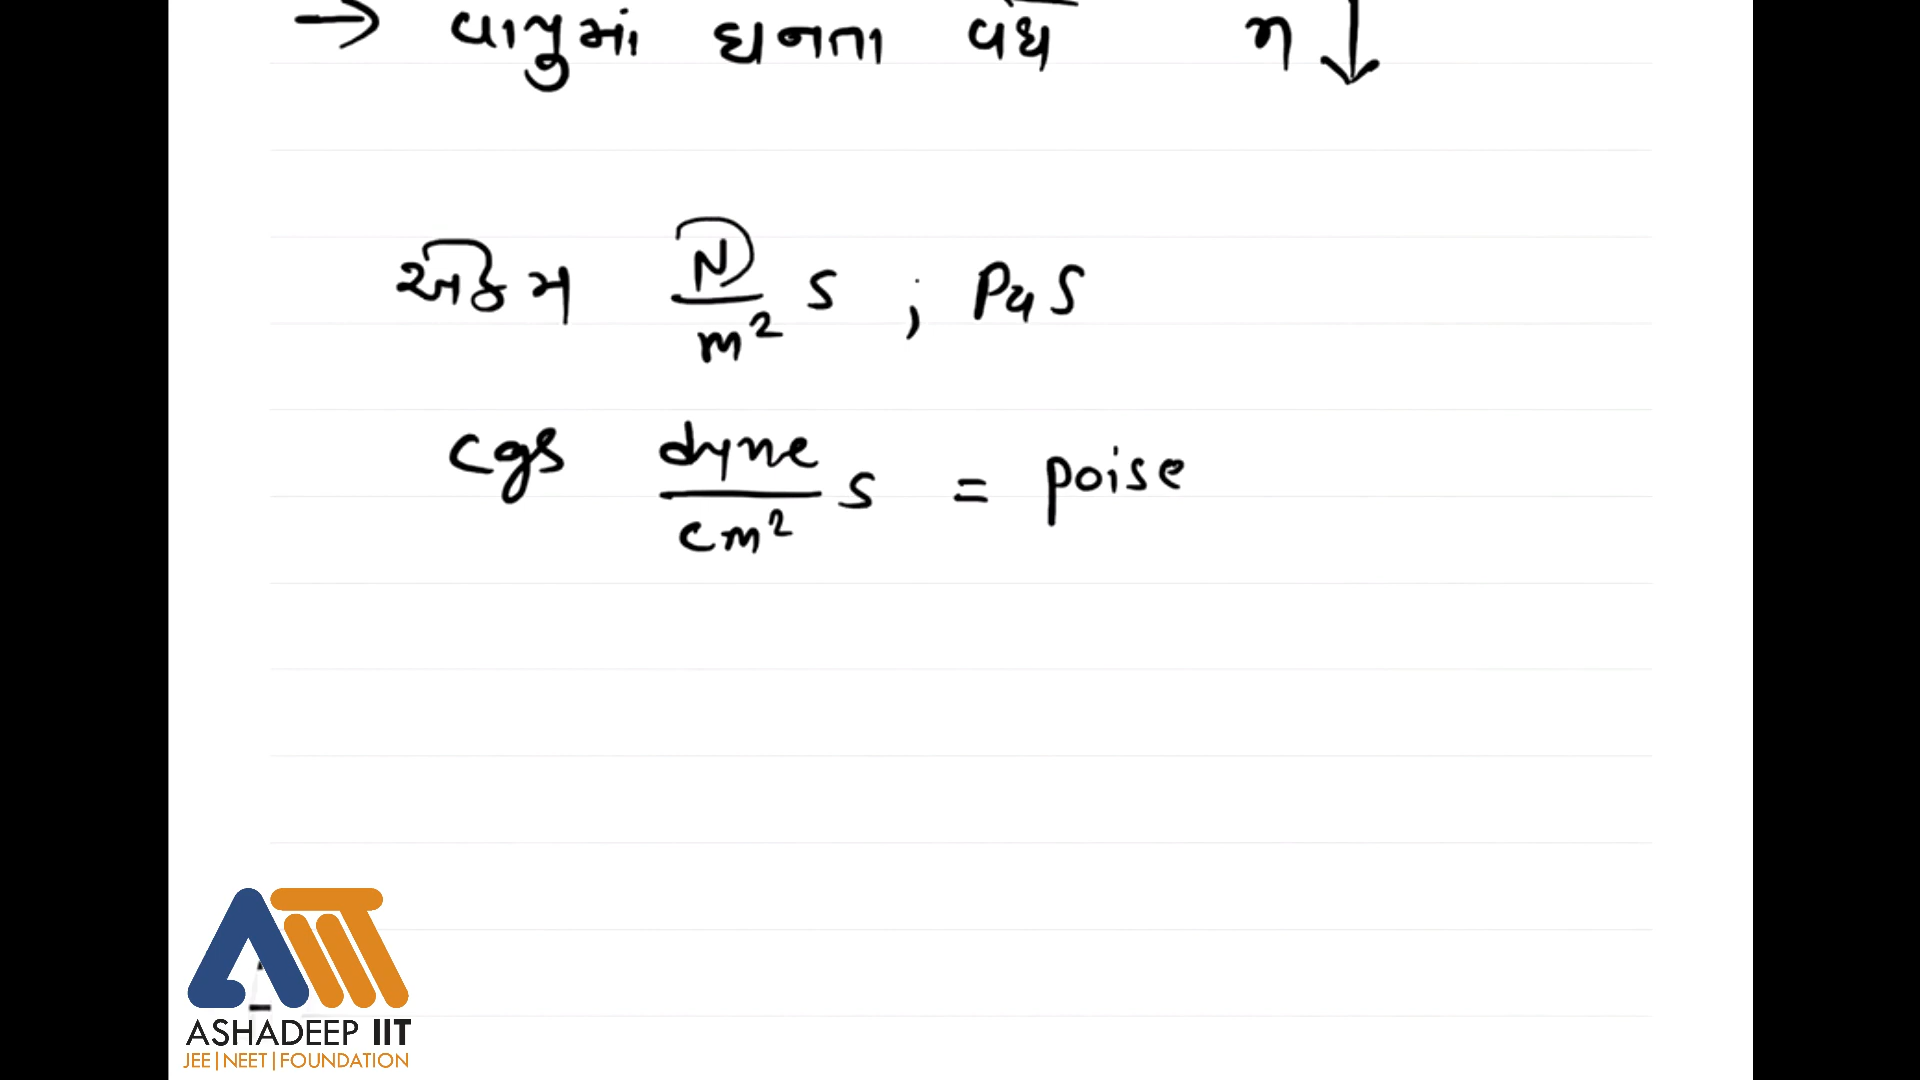 → વાયુમાં ઘનતા વધે η ↓
એકમ N/m² s ; Pa s
cgs dyne/cm² s = poise
ASHADEEP IIT
JEE|NEET|FOUNDATION